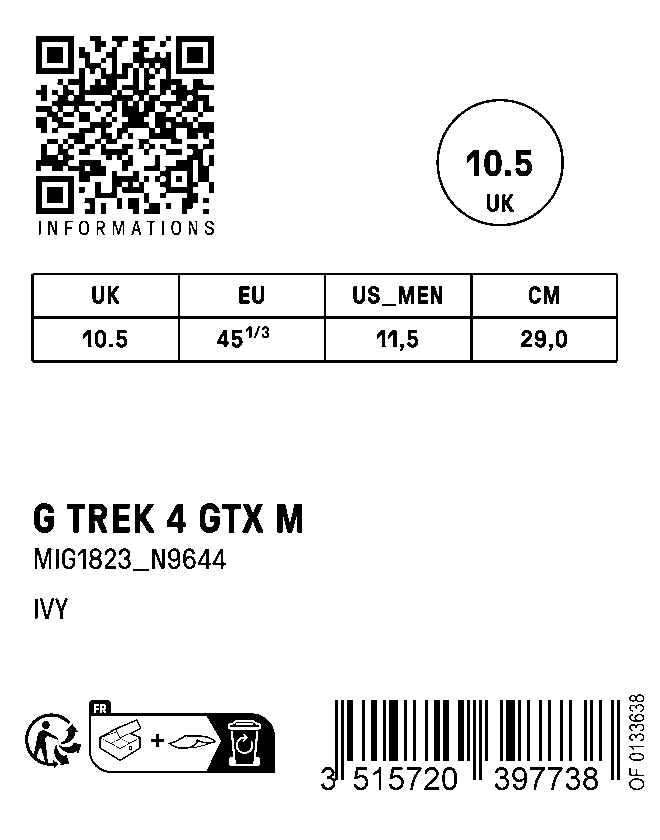 INFORMATIONS
10.5
UK
UK EU US_MEN CM
10.5 45 1/3 11,5 29,0
G TREK 4 GTX M
MIG1823_N9644
IVY
FR
3 515720 397738
OF 0133638